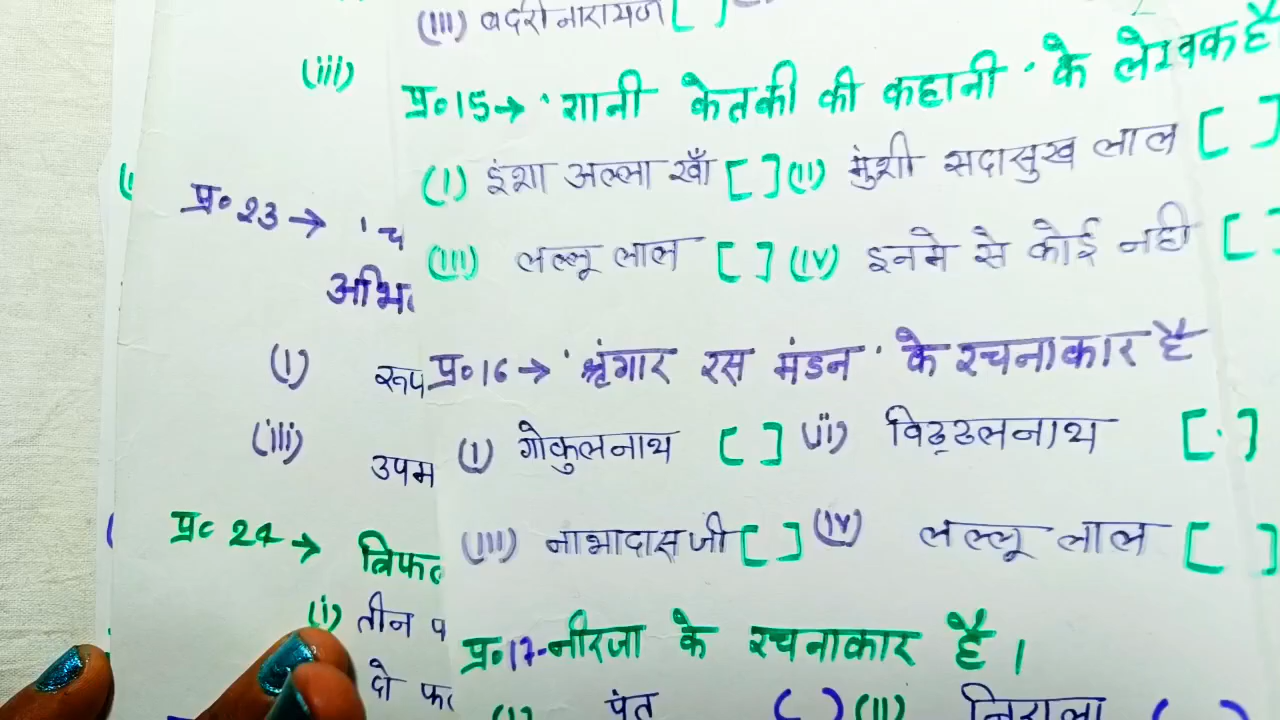 (III) बदरीनारायण [ ]
(iii)
प्र०15→ 'रानी केतकी की कहानी' के लेखक है
(I) इंशा अल्ला खाँ [ ] (II) मुंशी सदासुख लाल [ ]
(III) लल्लू लाल [ ] (IV) इनमे से कोई नही [ ]
प्र०16→ 'श्रृंगार रस मंडन' के रचनाकार है
(I) गोकुलनाथ [ ] (ii) विठ्ठलनाथ [ ]
(III) नाभादास जी [ ] (IV) लल्लू लाल [ ]
प्र०17-नीरजा के रचनाकार है।
(I) पंत ( ) (II) निराला ( )
प्र०23→ 'च
अभि
(I) रूप
(iii) उपम
प्र० 24→ त्रिफ
(i) तीन
दो